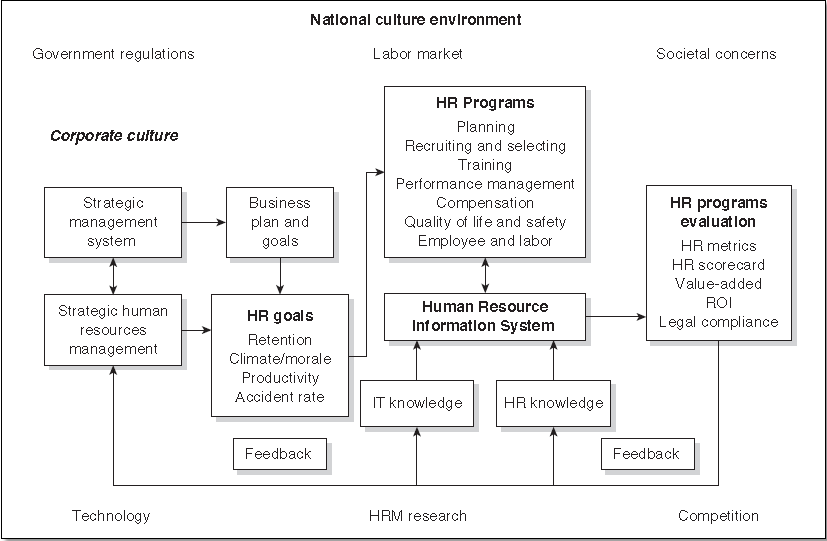 National culture environment
Government regulations
Labor market
Societal concerns
Corporate culture
HR Programs
Planning
Recruiting and selecting
Training
Performance management
Compensation
Quality of life and safety
Employee and labor
Strategic
management
system
Business
plan and
goals
HR programs
evaluation
HR metrics
HR scorecard
Value-added
ROI
Legal compliance
Strategic human
resources
management
HR goals
Retention
Climate/morale
Productivity
Accident rate
Human Resource
Information System
IT knowledge
HR knowledge
Feedback
Feedback
Technology
HRM research
Competition